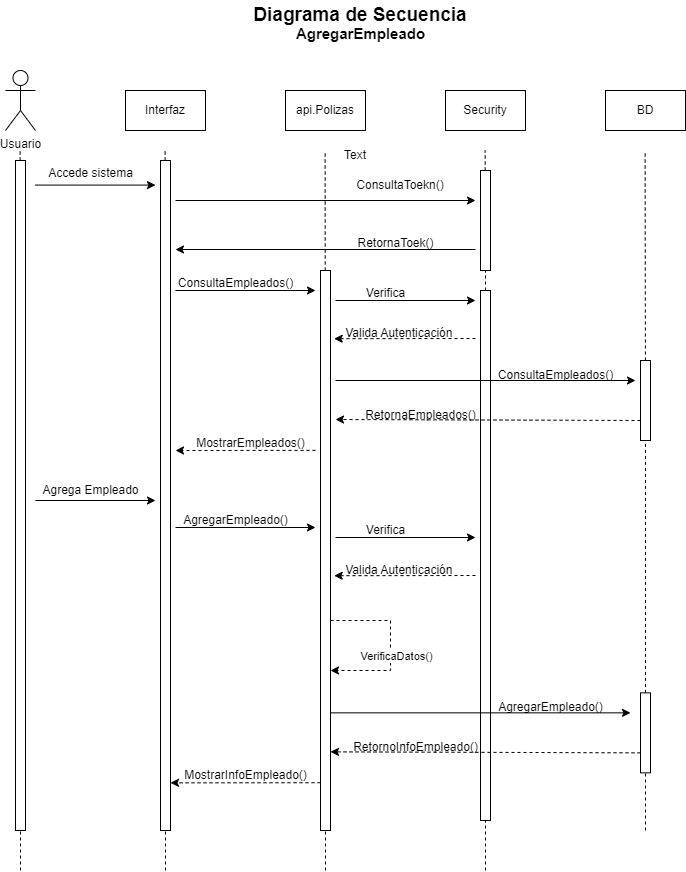 Diagrama de Secuencia
AgregarEmpleado
Usuario
Interfaz
api.Polizas
Security
BD
Text
Accede sistema
ConsultaToekn()
RetornaToek()
ConsultaEmpleados()
Verifica
Valida Autenticación
ConsultaEmpleados()
RetornaEmpleados()
MostrarEmpleados()
Agrega Empleado
AgregarEmpleado()
Verifica
Valida Autenticación
VerificaDatos()
AgregarEmpleado()
RetornoInfoEmpleado()
MostrarInfoEmpleado()